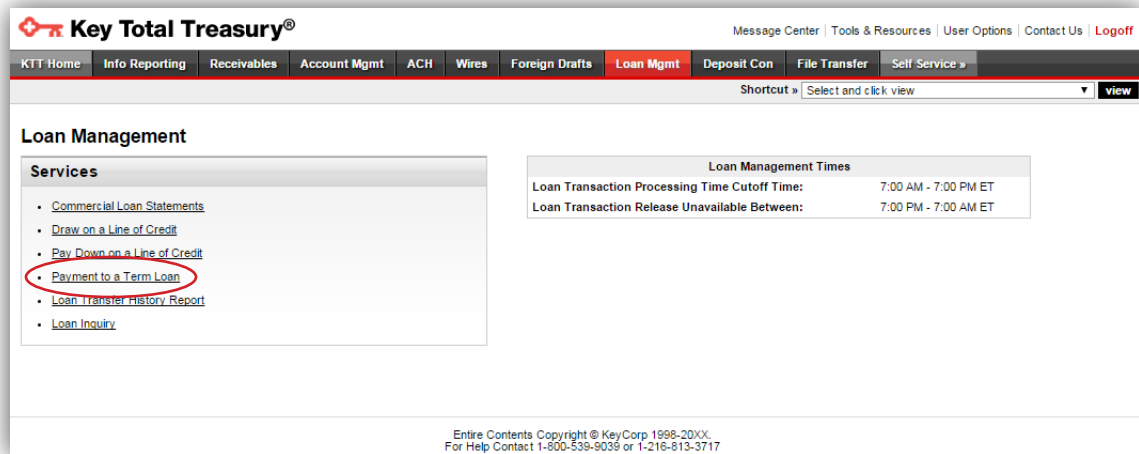 Key Total Treasury®
Message Center | Tools & Resources | User Options | Contact Us | Logoff
KTT Home Info Reporting Receivables Account Mgmt ACH Wires Foreign Drafts Loan Mgmt Deposit Con File Transfer Self Service »
Shortcut » Select and click view ▼ view
Loan Management
Services
• Commercial Loan Statements
• Draw on a Line of Credit
• Pay Down on a Line of Credit
• Payment to a Term Loan
• Loan Transfer History Report
• Loan Inquiry
Loan Management Times
Loan Transaction Processing Time Cutoff Time: 7:00 AM - 7:00 PM ET
Loan Transaction Release Unavailable Between: 7:00 PM - 7:00 AM ET
Entire Contents Copyright © KeyCorp 1998-20XX.
For Help Contact 1-800-539-9039 or 1-216-813-3717